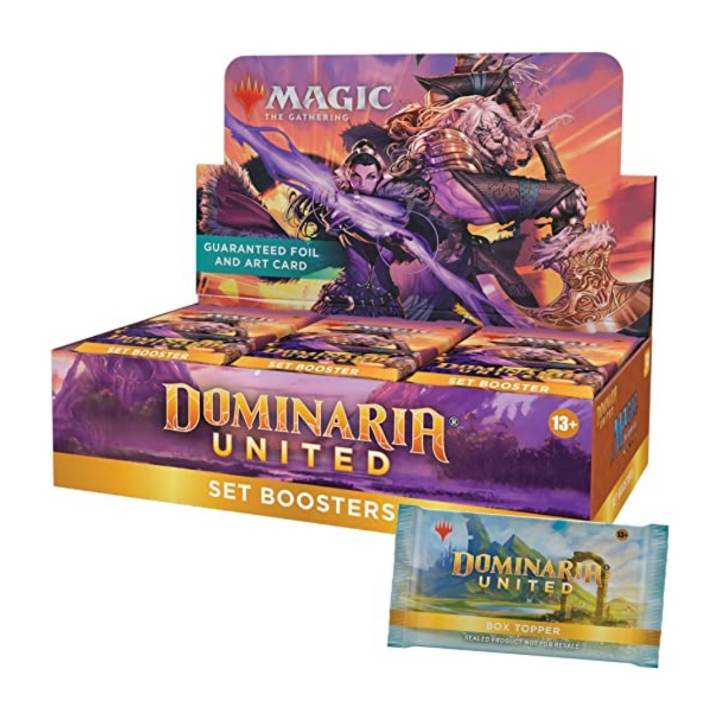 MAGIC
THE GATHERING
GUARANTEED FOIL
AND ART CARD
SET BOOSTER
SET BOOSTER
SET BOOSTER
DOMINARIA®
UNITED
13+
SET BOOSTERS
MAGIC
13+
DOMINARIA®
UNITED
BOX TOPPER
SEALED PRODUCT NOT FOR RESALE